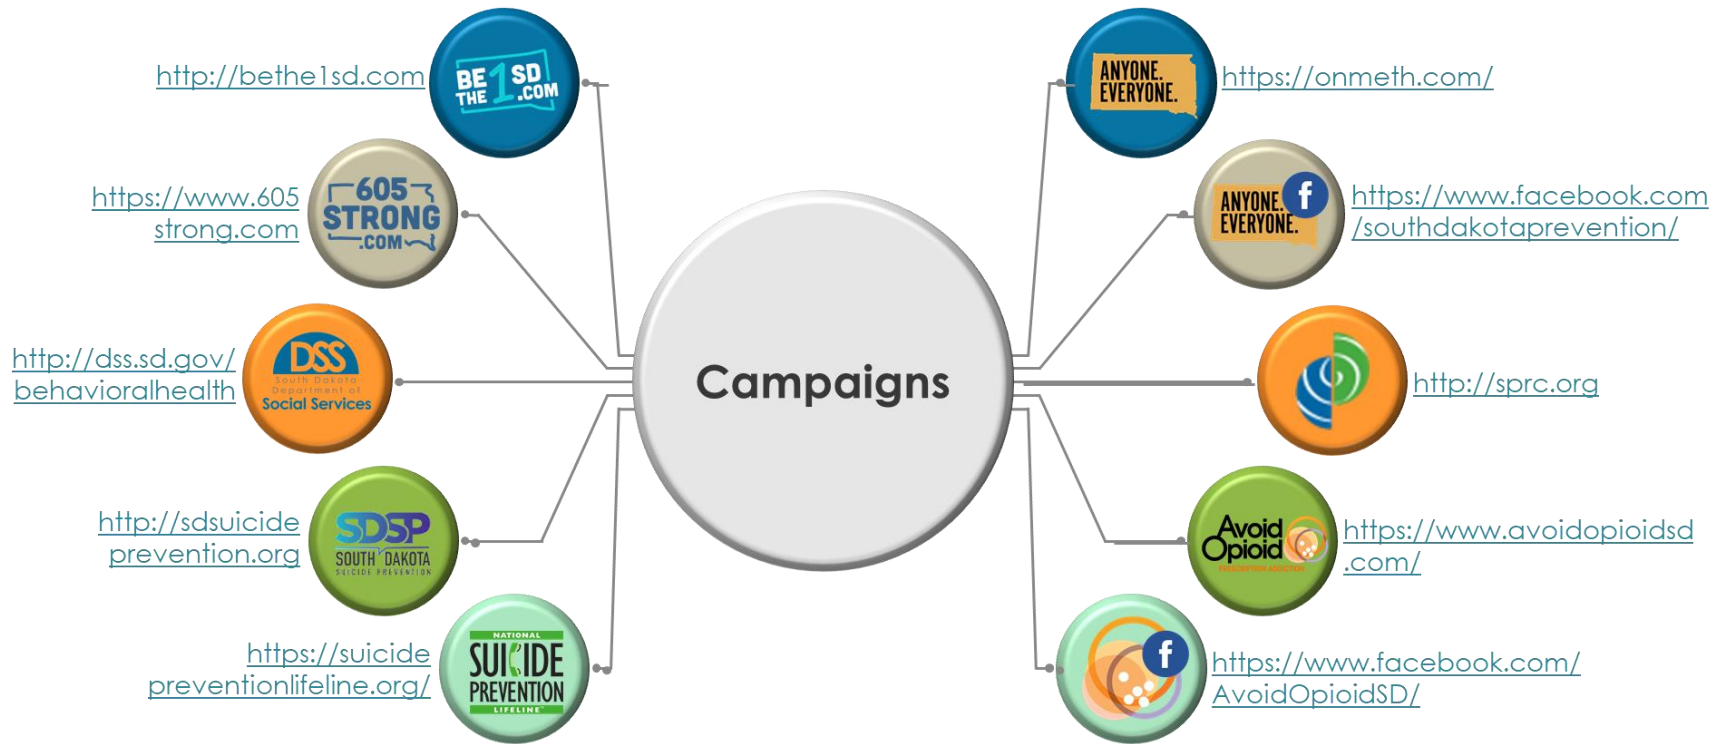 http://bethe1sd.com
BE
THE 1 SD
.COM
https://www.605
strong.com
605
STRONG
.COM
http://dss.sd.gov/
behavioralhealth
DSS
South Dakota
Department of
Social Services
http://sdsuicide
prevention.org
SDSP
SOUTH DAKOTA
SUICIDE PREVENTION
https://suicide
preventionlifeline.org/
NATIONAL
SUICIDE
PREVENTION
LIFELINE™
Campaigns
ANYONE.
EVERYONE.
https://onmeth.com/
ANYONE.
EVERYONE.
f
https://www.facebook.com
/southdakotaprevention/
http://sprc.org
Avoid
Opioid
PRESCRIPTION ADDICTION
https://www.avoidopioidsd
.com/
f
https://www.facebook.com/
AvoidOpioidSD/